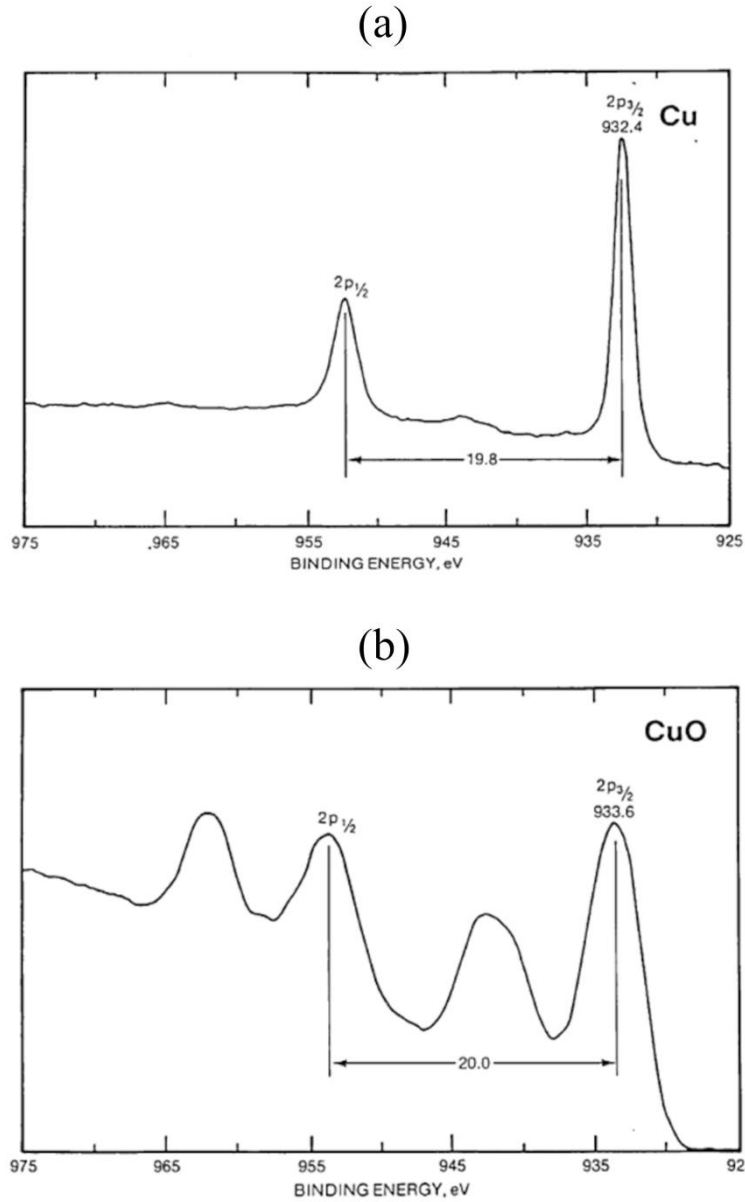 (a)
2p3/2
932.4
Cu
2p1/2
19.8
975 .965 955 945 935 925
BINDING ENERGY, eV
(b)
CuO
2p3/2
933.6
2p1/2
20.0
975 965 955 945 935 92
BINDING ENERGY, eV